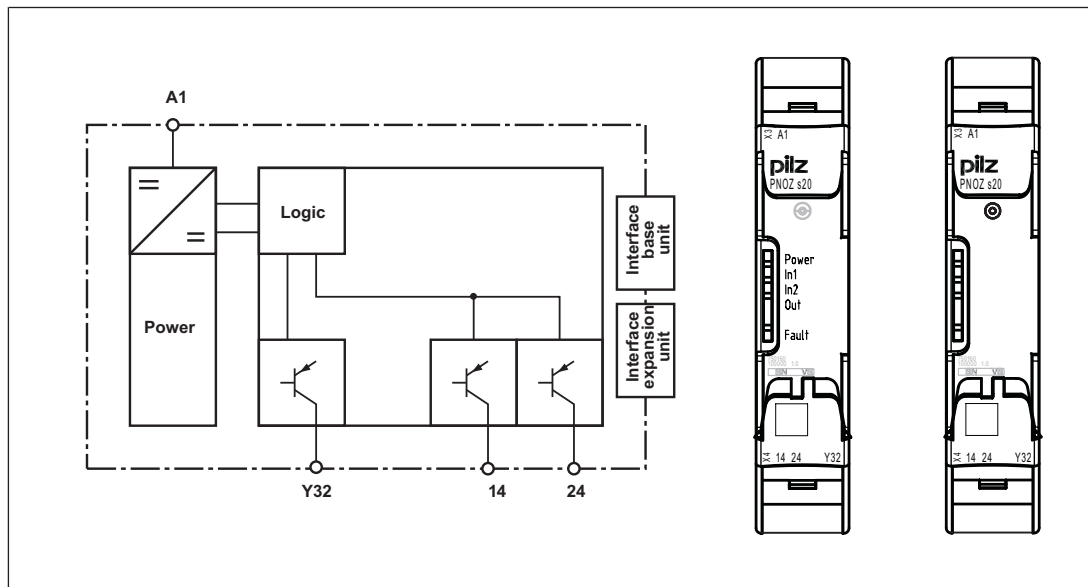 A1
Logic
Power
Interface
base
unit
Interface
expansion
unit
Y32
14
24
X3 A1
pilz
PNOZ s20
Power
In1
In2
Out
Fault
X4 14 24 Y32
X3 A1
pilz
PNOZ s20
X4 14 24 Y32